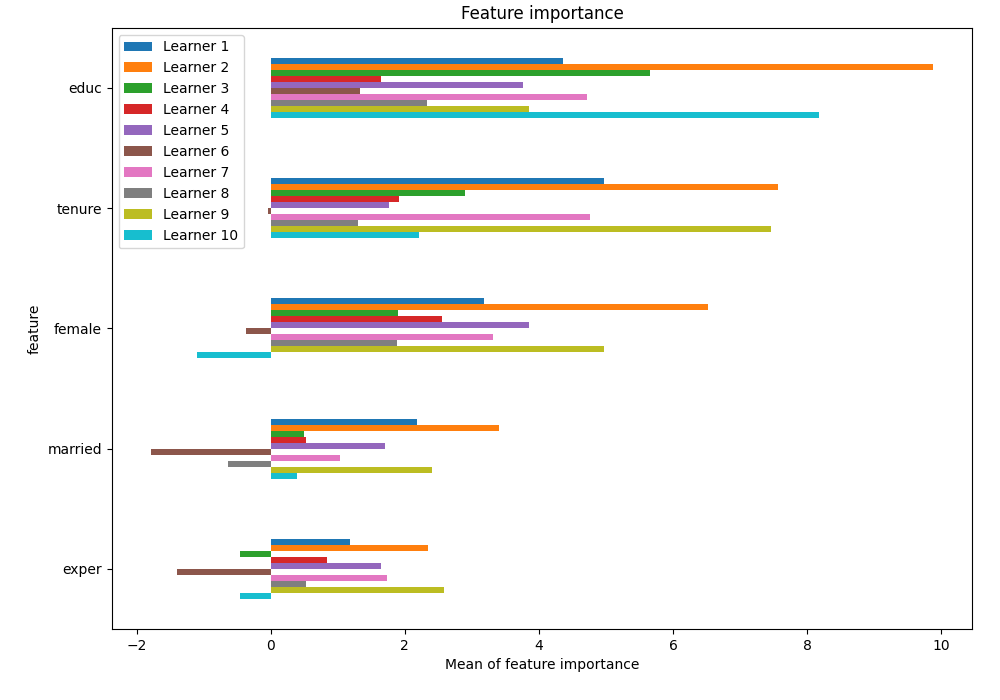 Feature importance
Learner 1
Learner 2
Learner 3
Learner 4
Learner 5
Learner 6
Learner 7
Learner 8
Learner 9
Learner 10
educ
tenure
female
married
exper
feature
−2 0 2 4 6 8 10
Mean of feature importance